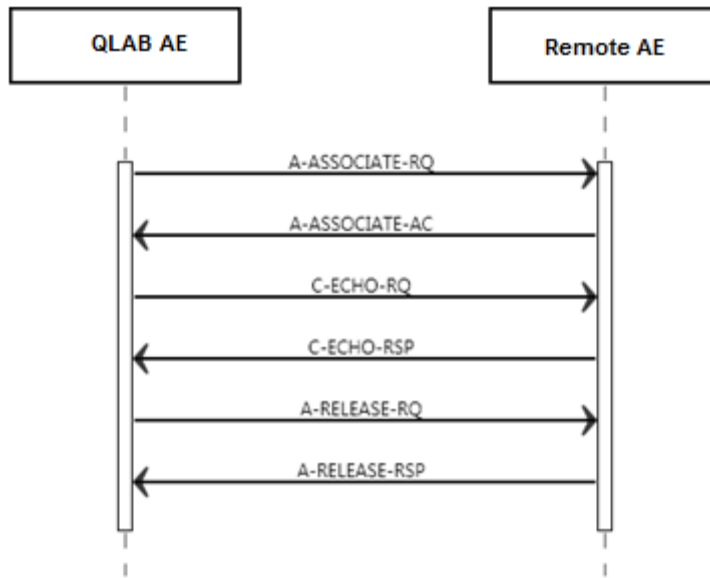 QLAB AE
Remote AE
A-ASSOCIATE-RQ
A-ASSOCIATE-AC
C-ECHO-RQ
C-ECHO-RSP
A-RELEASE-RQ
A-RELEASE-RSP